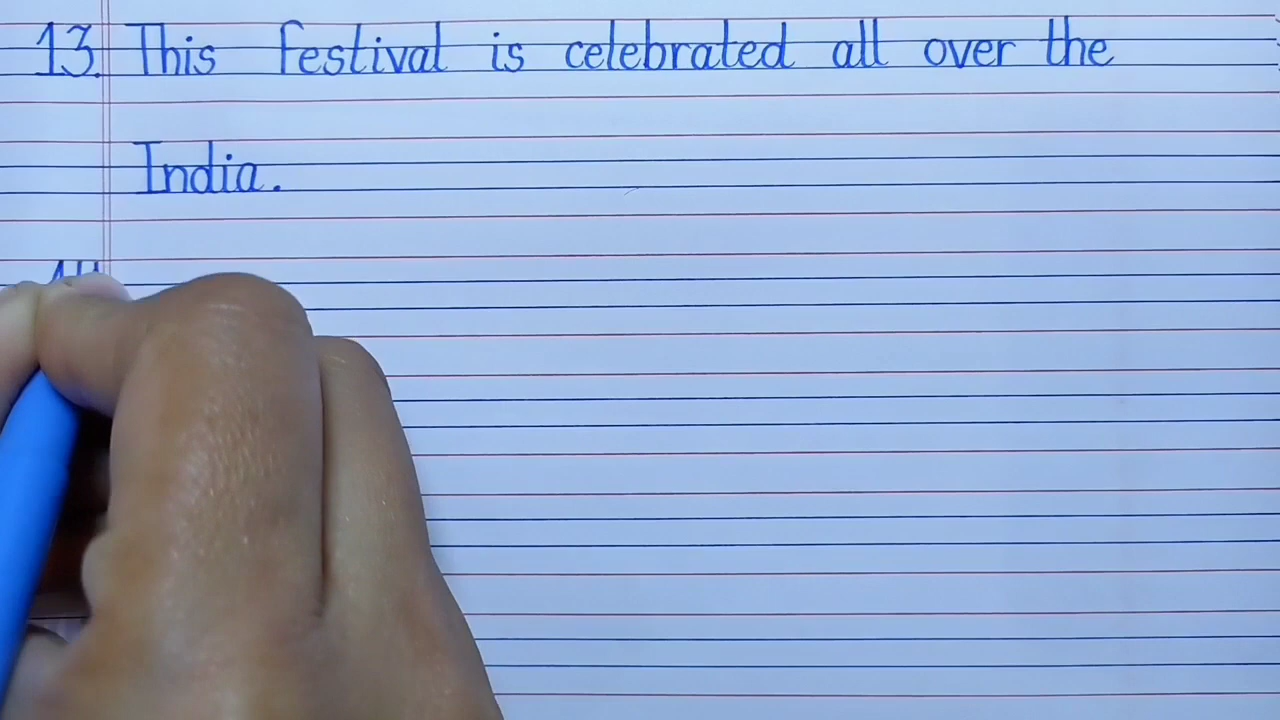 13. This festival is celebrated all over the
India.